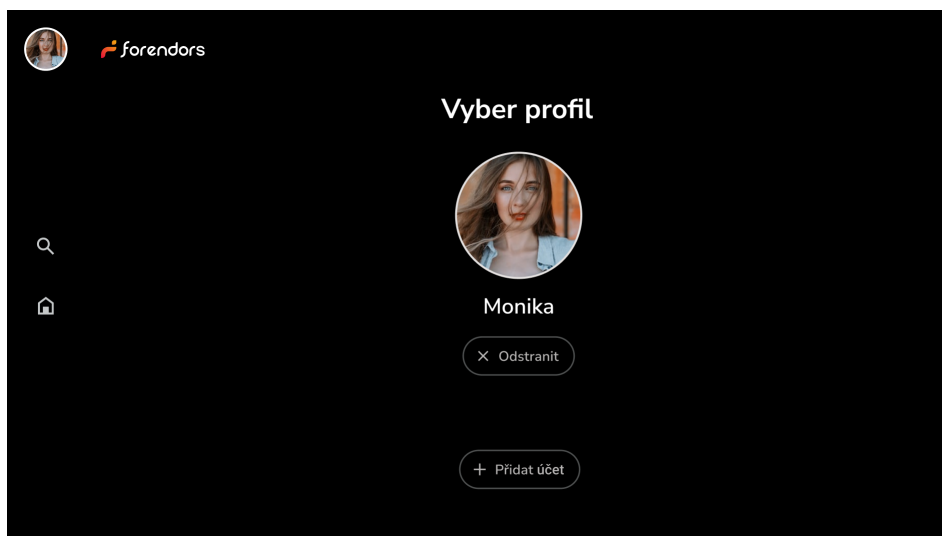 forendors
Vyber profil
Monika
Odstranit
Přidat účet